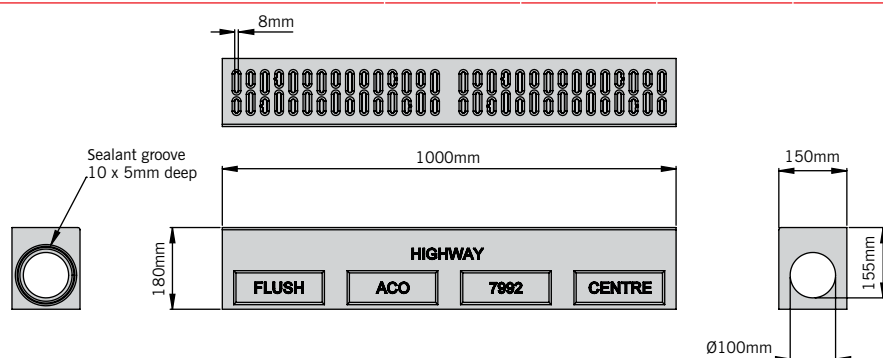 8mm
Sealant groove
10 x 5mm deep
1000mm
150mm
180mm
HIGHWAY
FLUSH ACO 7992 CENTRE
155mm
Ø100mm